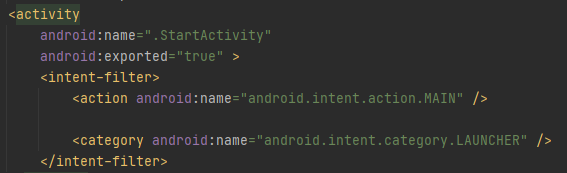 <activity
android:name=".StartActivity"
android:exported="true" >
<intent-filter>
<action android:name="android.intent.action.MAIN" />
<category android:name="android.intent.category.LAUNCHER" />
</intent-filter>